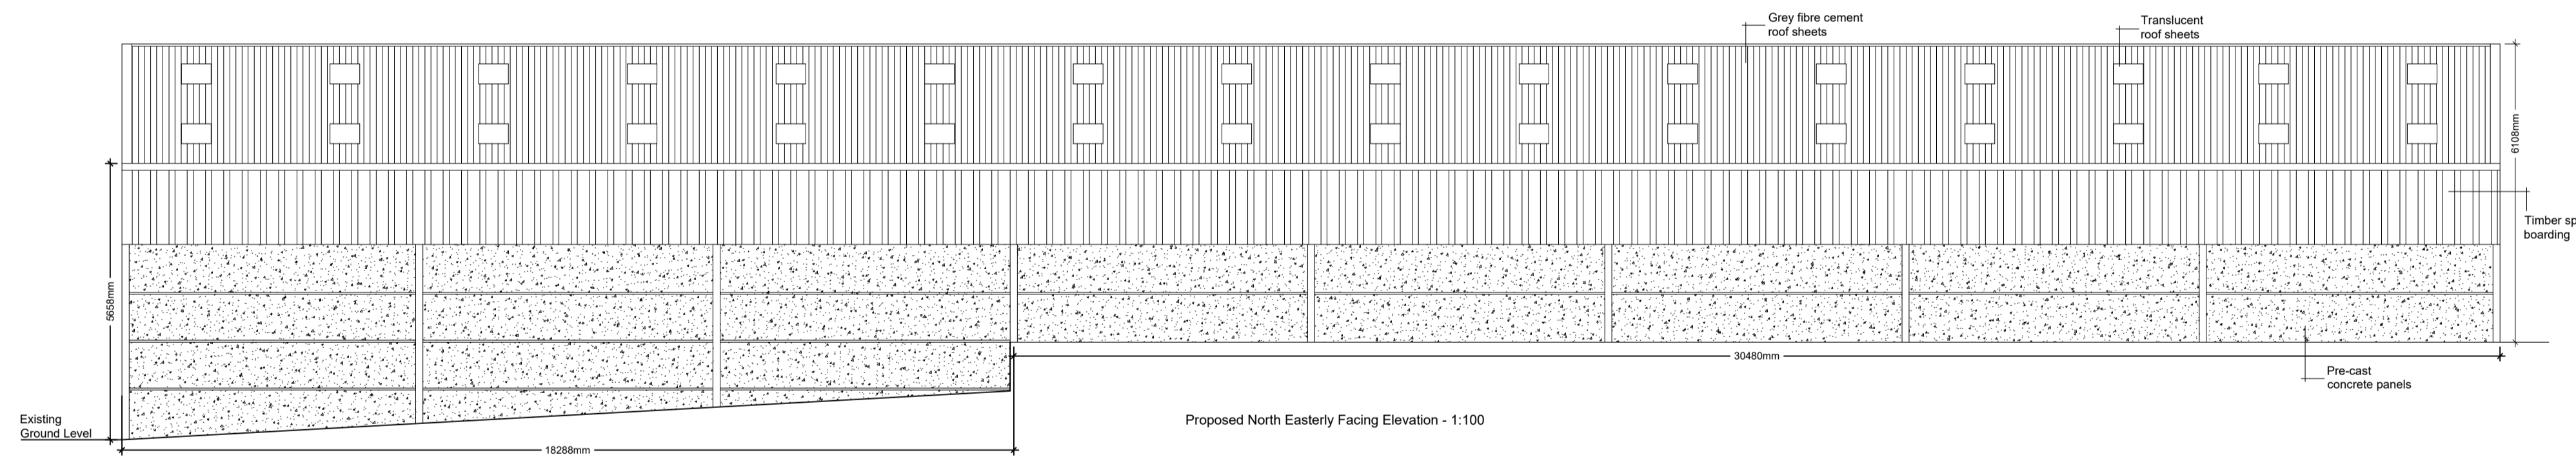 Grey fibre cement
roof sheets
Translucent
roof sheets
6108mm
Timber sp
boarding
5658mm
30480mm
Pre-cast
concrete panels
Existing
Ground Level
Proposed North Easterly Facing Elevation - 1:100
18288mm